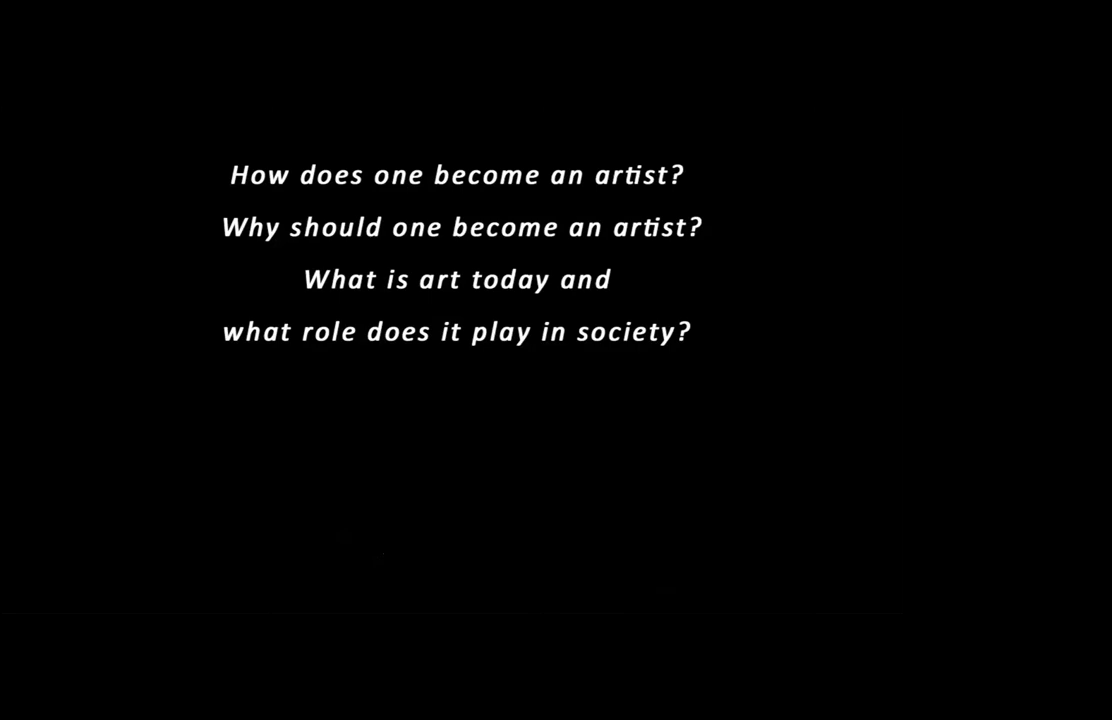 How does one become an artist?
Why should one become an artist?
What is art today and
what role does it play in society?